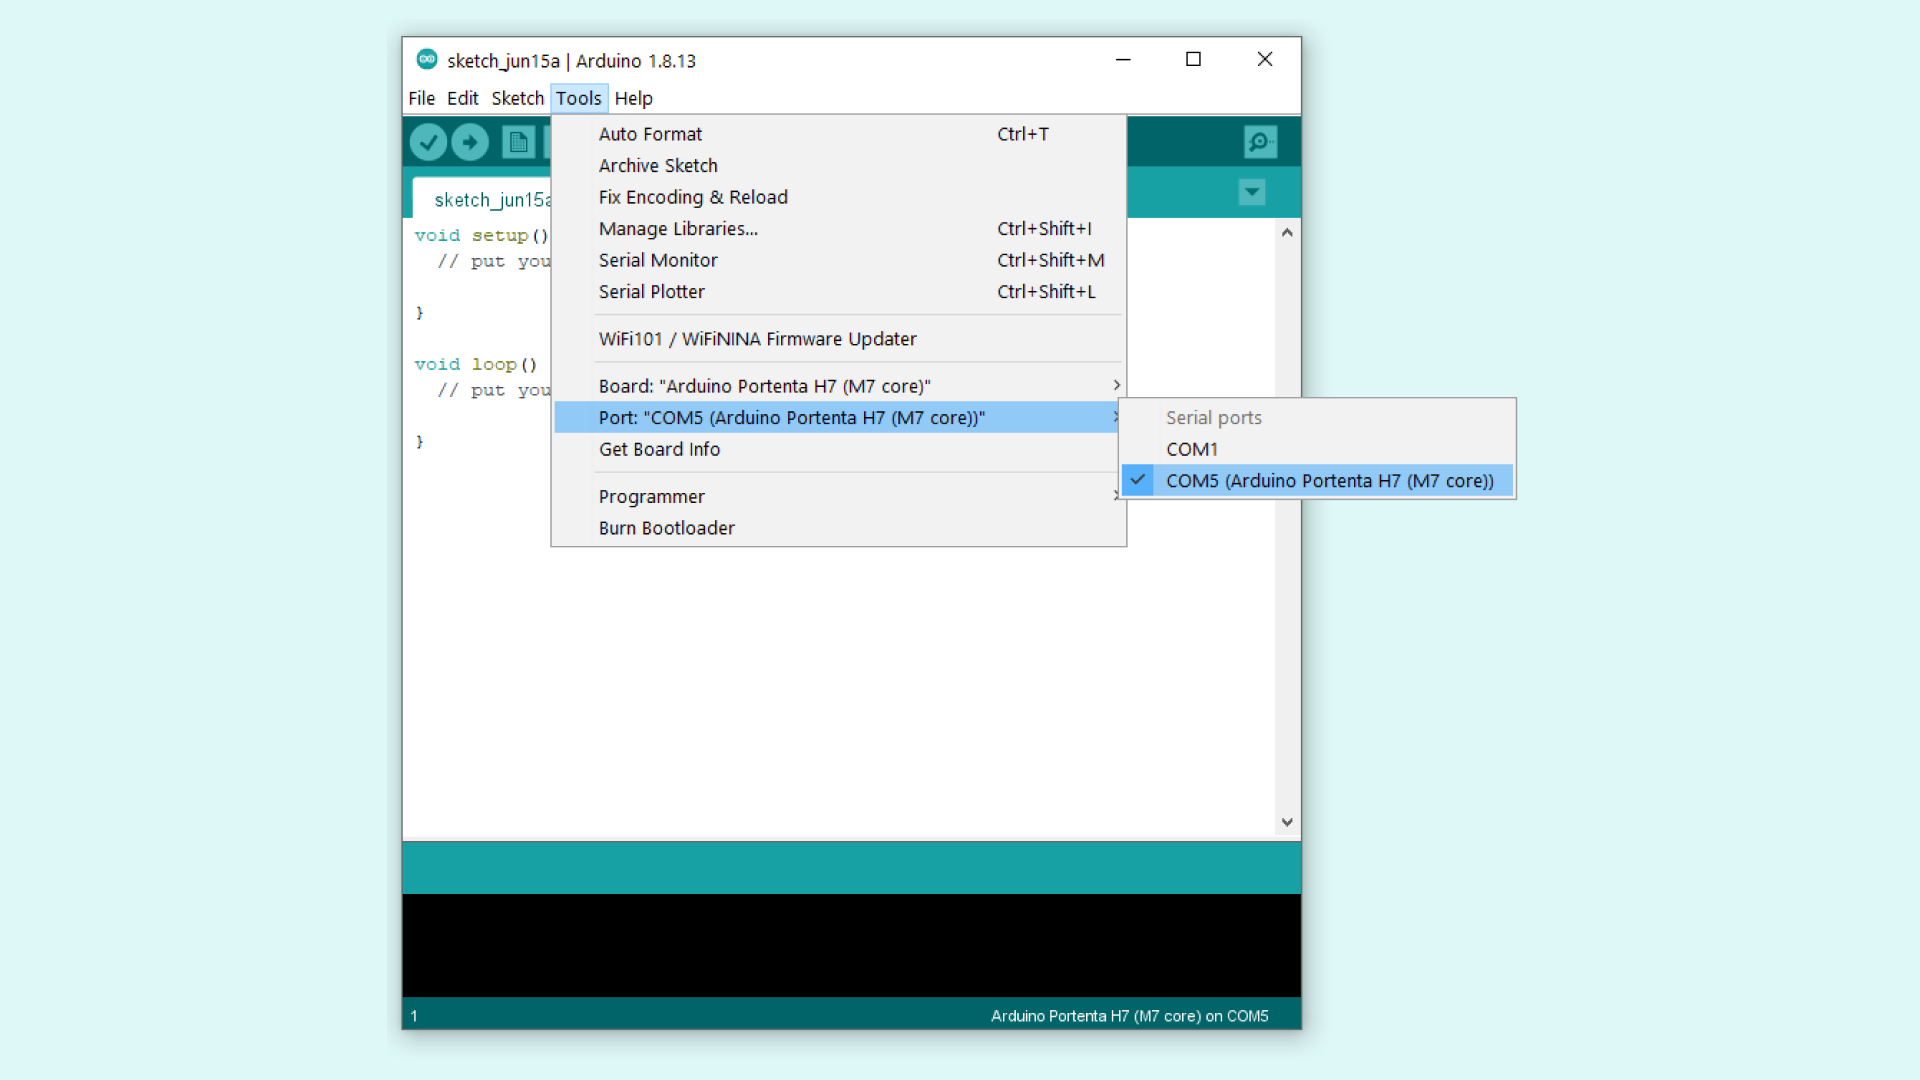 sketch_jun15a | Arduino 1.8.13
File Edit Sketch Tools Help
sketch_jun15a
void setup()
// put you
}
void loop()
// put you
}
Auto Format Ctrl+T
Archive Sketch
Fix Encoding & Reload
Manage Libraries... Ctrl+Shift+I
Serial Monitor Ctrl+Shift+M
Serial Plotter Ctrl+Shift+L
WiFi101 / WiFiNINA Firmware Updater
Board: "Arduino Portenta H7 (M7 core)"
Port: "COM5 (Arduino Portenta H7 (M7 core))"
Get Board Info
Programmer
Burn Bootloader
Serial ports
COM1
COM5 (Arduino Portenta H7 (M7 core))
1 Arduino Portenta H7 (M7 core) on COM5